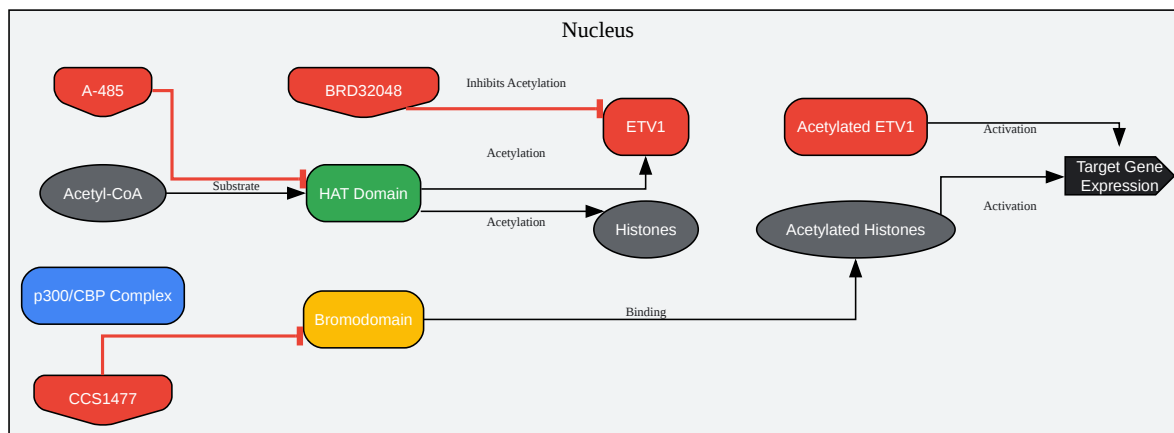 Nucleus
A-485
BRD32048
Inhibits Acetylation
ETV1
Acetylated ETV1
Activation
Acetylation
Target Gene
Expression
Acetyl-CoA
Substrate
HAT Domain
Acetylation
Histones
Acetylated Histones
Activation
p300/CBP Complex
Bromodomain
Binding
CCS1477